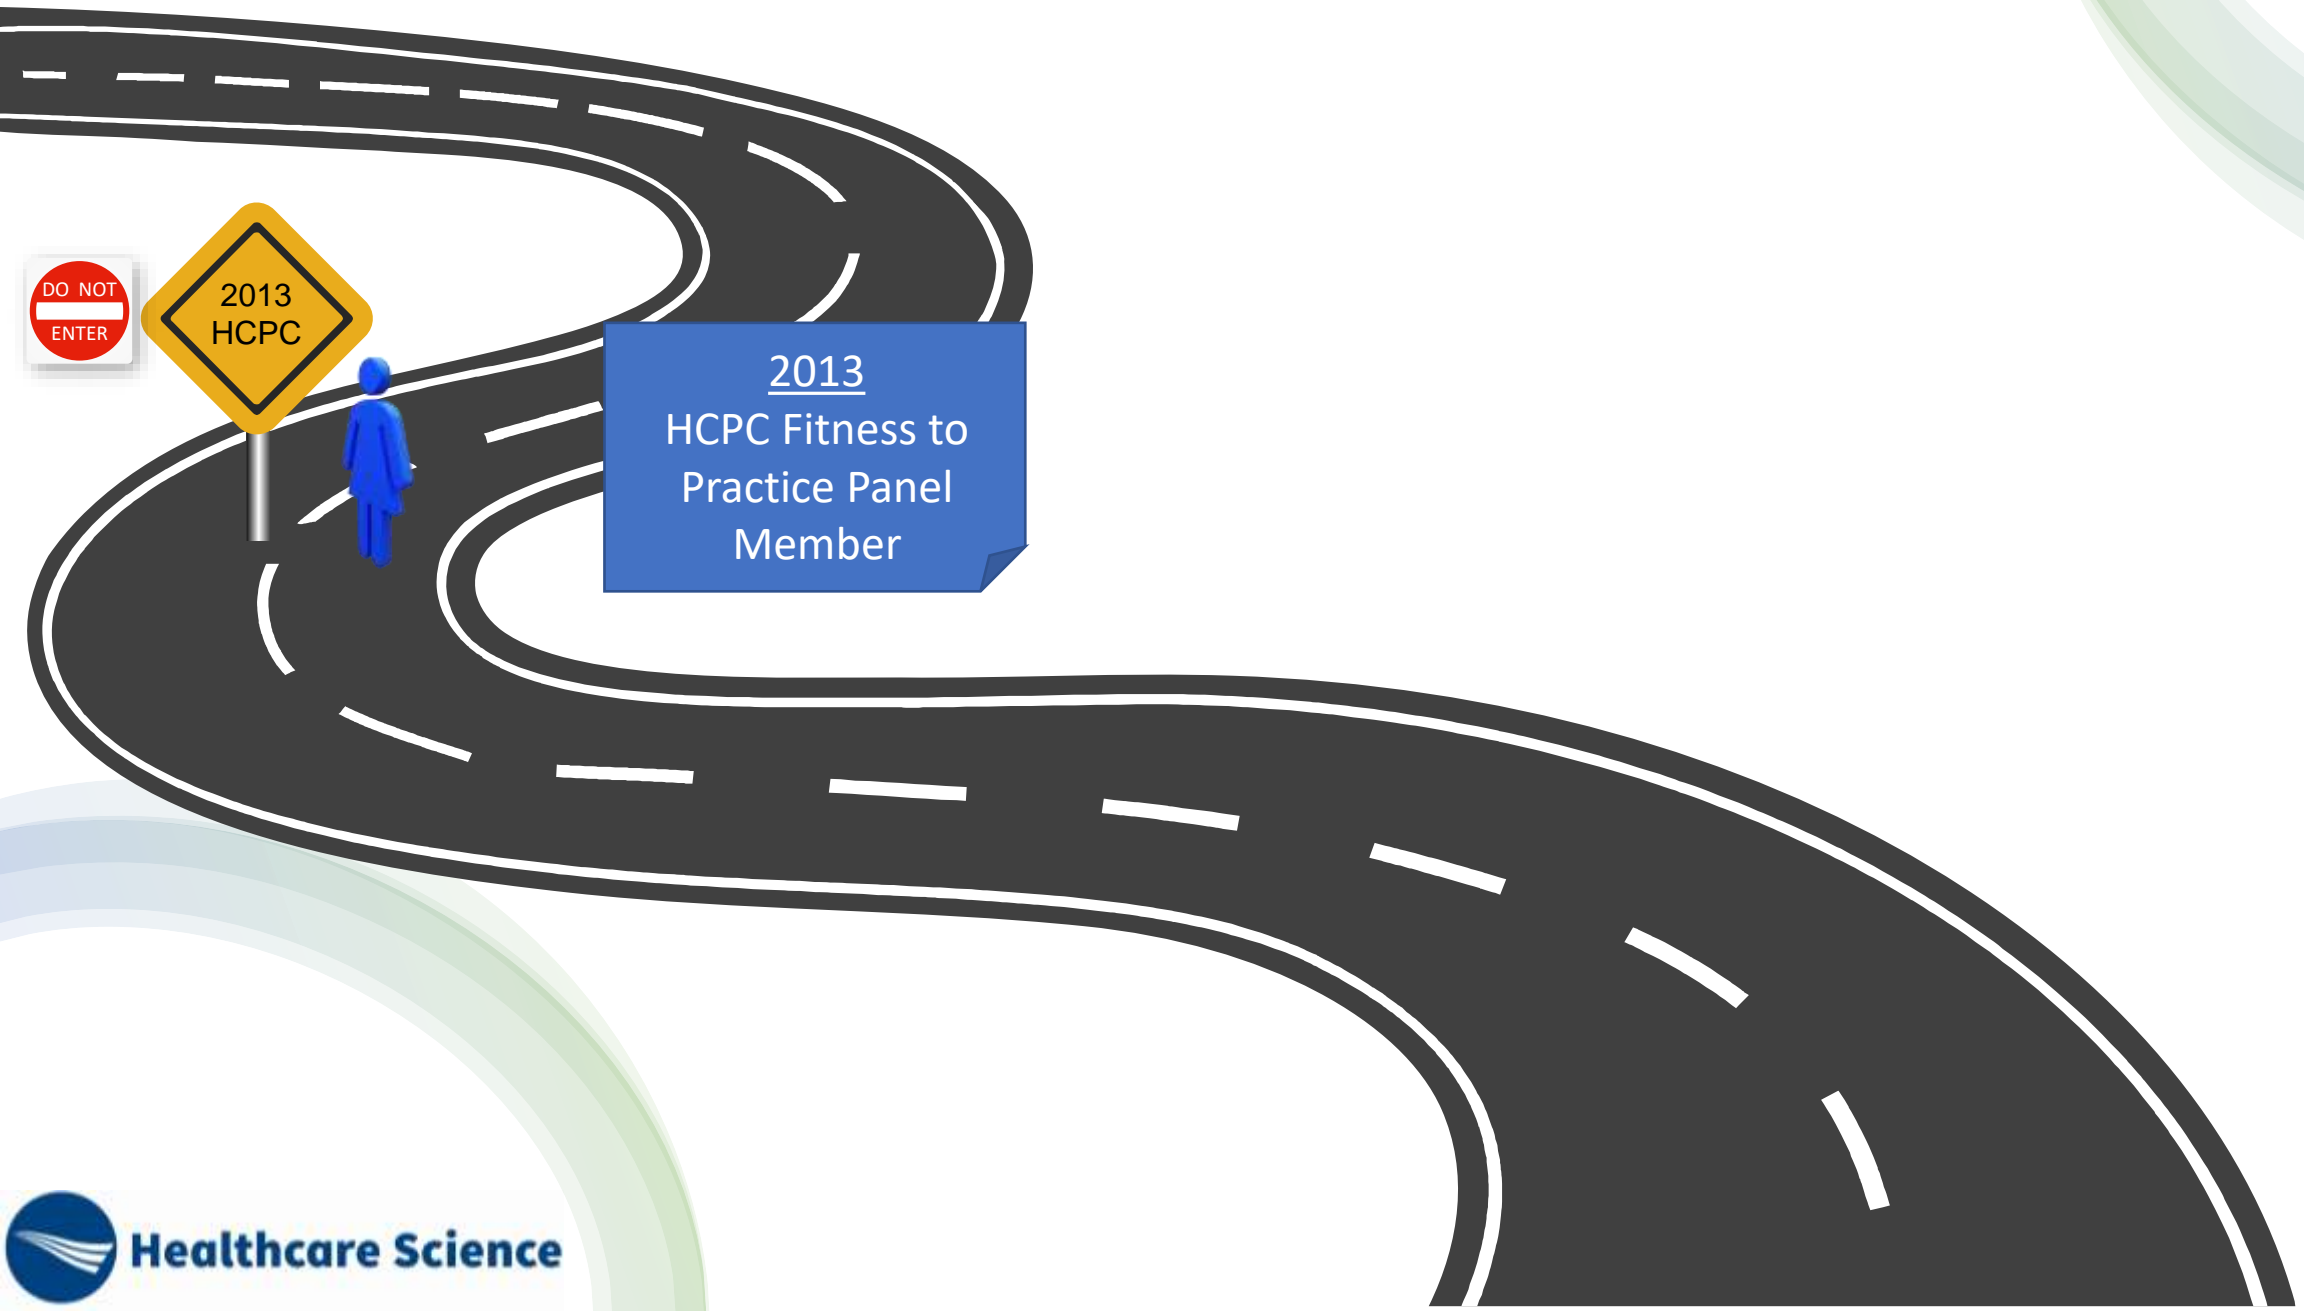 DO NOT
ENTER
2013
HCPC
2013
HCPC Fitness to
Practice Panel
Member
Healthcare Science